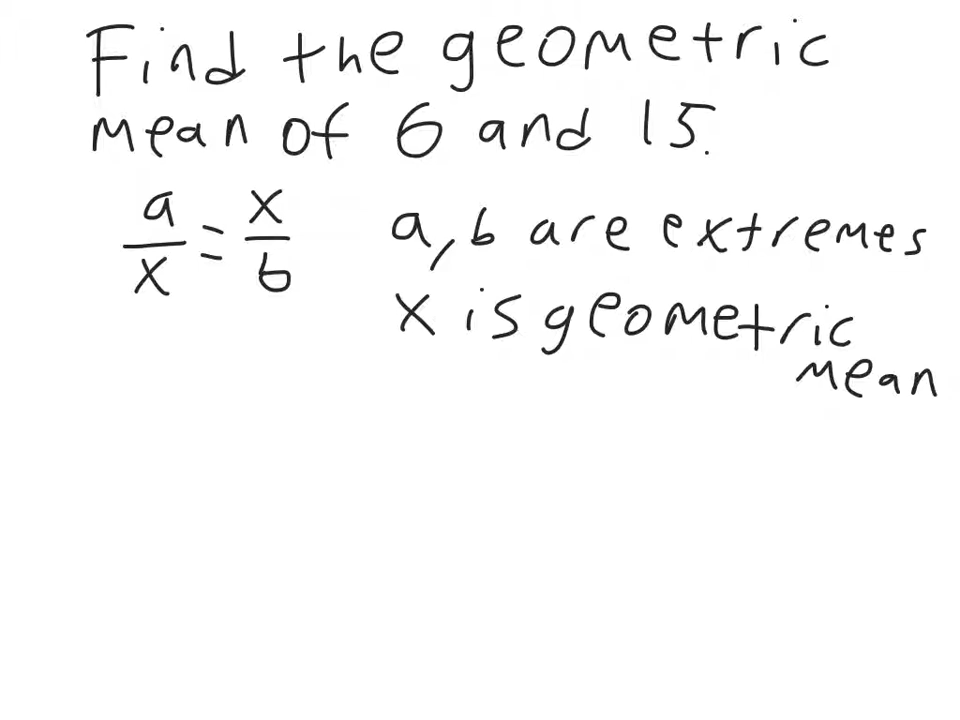 Find the geometric
mean of 6 and 15.
a/x = x/b
a, b are extremes
x is geometric
mean